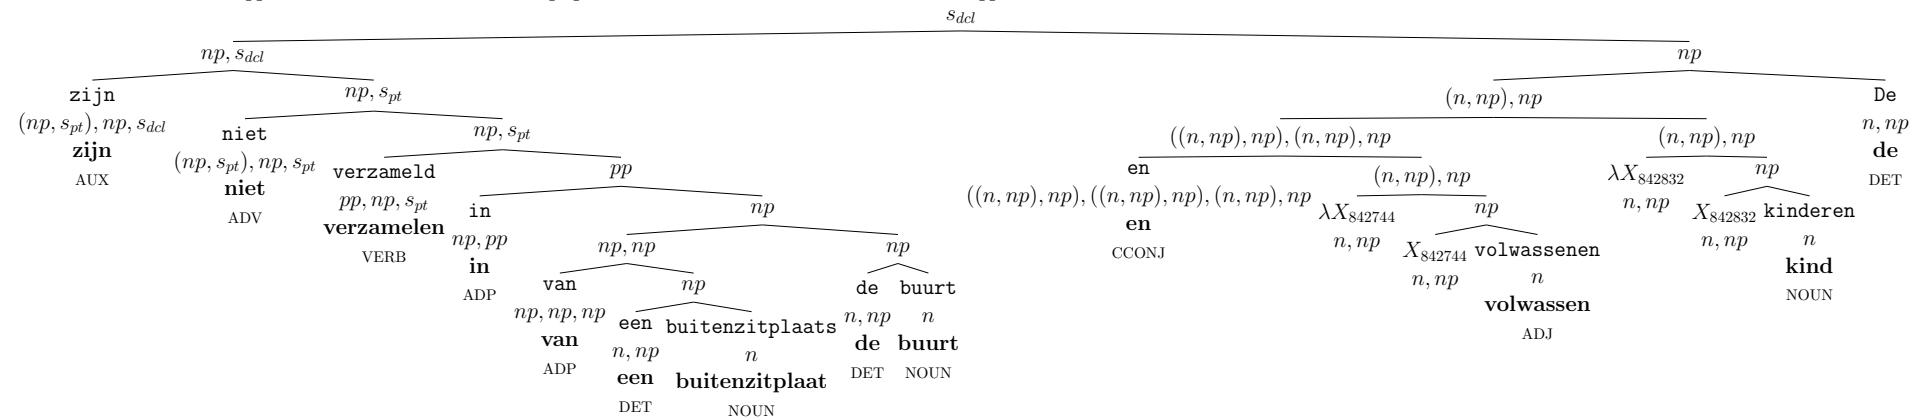 s_dcl
np, s_dcl
np
zijn
np, s_pt
(n, np), np
De
(np, s_pt), np, s_dcl
niet
np, s_pt
((n, np), np), (n, np), np
(n, np), np
n, np
zijn
(np, s_pt), np, s_pt
verzameld
pp
en
(n, np), np
λX_842832
np
de
AUX
niet
pp, np, s_pt
in
np
((n, np), np), ((n, np), np), (n, np), np
λX_842744
np
n, np
X_842832
kinderen
DET
ADV
verzamelen
np, pp
np, np
np
en
n, np
X_842744
volwassenen
n, np
n
VERB
in
van
np
de
buurt
CCONJ
n, np
n
kind
ADP
np, np, np
een
buitenzitplaats
n, np
n
volwassen
NOUN
van
n, np
n
de
buurt
ADJ
ADP
een
buitenzitplaat
DET
NOUN
DET
NOUN